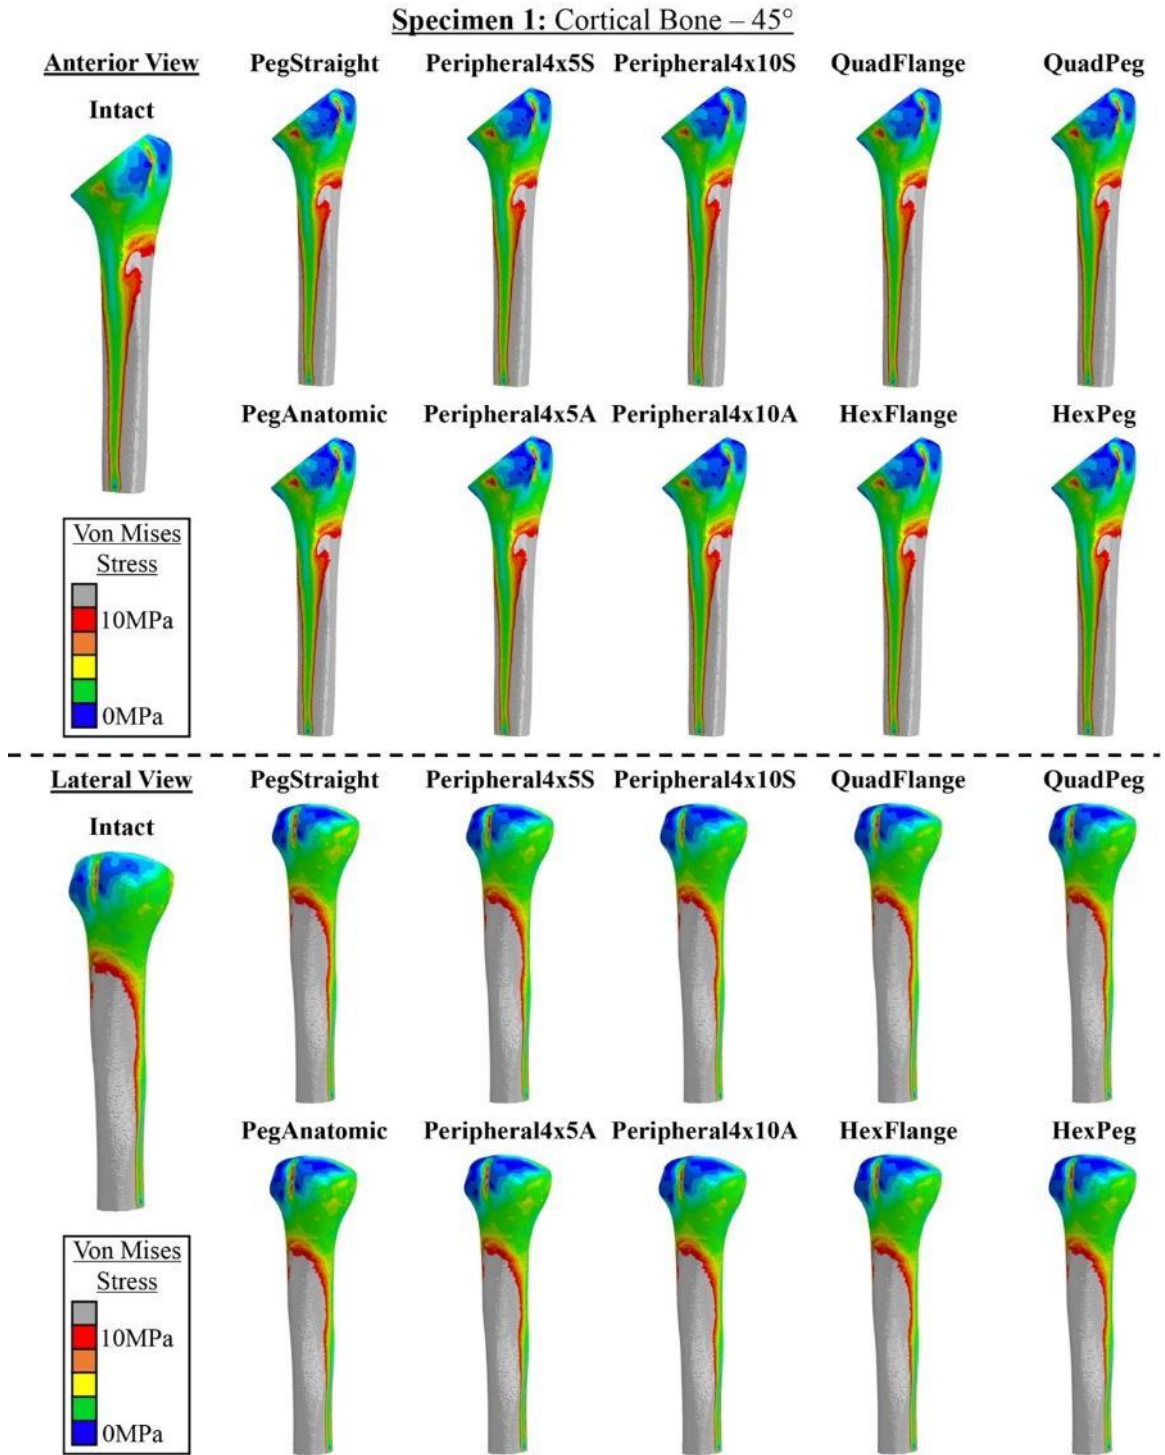 Specimen 1: Cortical Bone – 45°
Anterior View
PegStraight
Peripheral4x5S
Peripheral4x10S
QuadFlange
QuadPeg
Intact
PegAnatomic
Peripheral4x5A
Peripheral4x10A
HexFlange
HexPeg
Von Mises
Stress
10MPa
0MPa
Lateral View
PegStraight
Peripheral4x5S
Peripheral4x10S
QuadFlange
QuadPeg
Intact
PegAnatomic
Peripheral4x5A
Peripheral4x10A
HexFlange
HexPeg
Von Mises
Stress
10MPa
0MPa